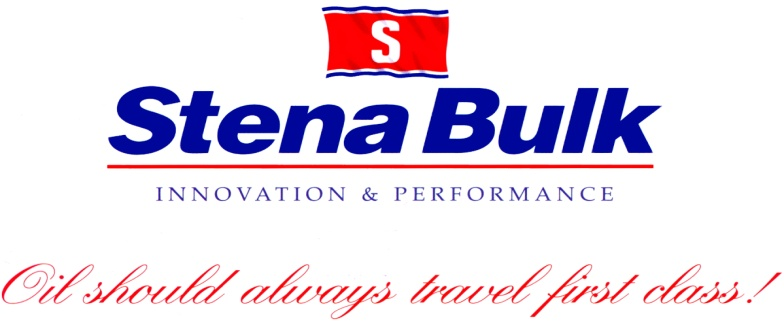 S
Stena Bulk
INNOVATION & PERFORMANCE
Oil should always travel first class!